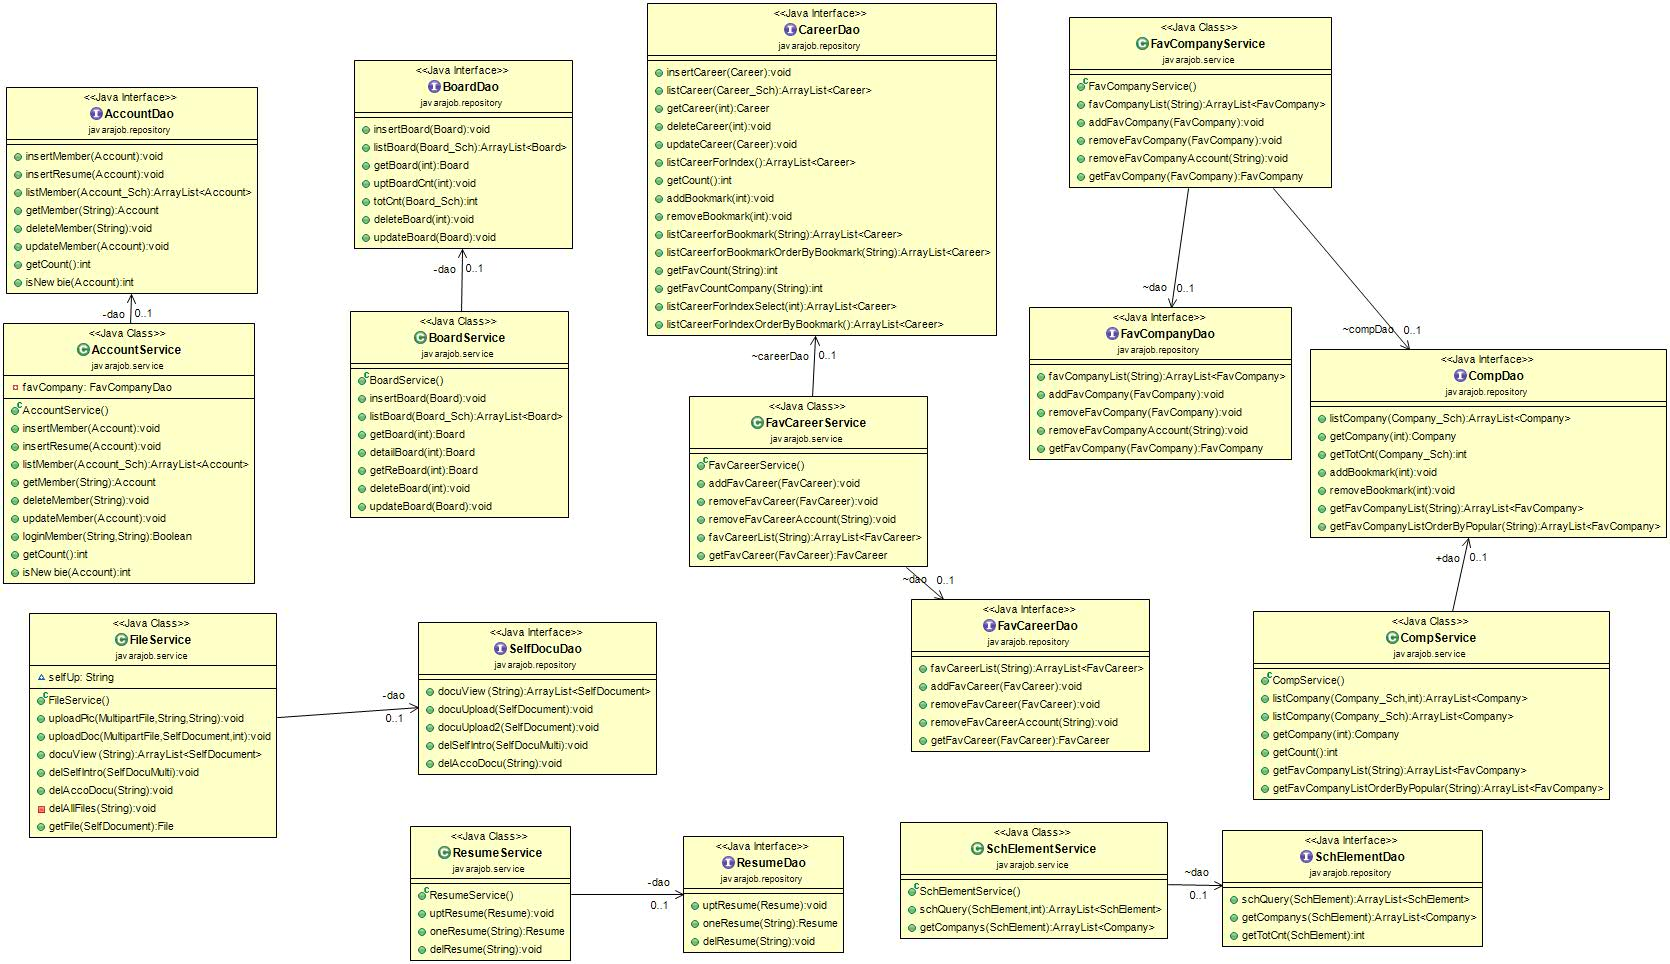 <<Java Interface>>
AccountDao
javarajob.repository
insertMember(Account):void
insertResume(Account):void
listMember(Account_Sch):ArrayList<Account>
getMember(String):Account
deleteMember(String):void
updateMember(Account):void
getCount():int
isNewbie(Account):int
-dao 0..1
<<Java Class>>
AccountService
javarajob.service
favCompany: FavCompanyDao
AccountService()
insertMember(Account):void
insertResume(Account):void
listMember(Account_Sch):ArrayList<Account>
getMember(String):Account
deleteMember(String):void
updateMember(Account):void
loginMember(String,String):Boolean
getCount():int
isNewbie(Account):int
<<Java Interface>>
BoardDao
javarajob.repository
insertBoard(Board):void
listBoard(Board_Sch):ArrayList<Board>
getBoard(int):Board
uptBoardCnt(int):void
totCnt(Board_Sch):int
deleteBoard(int):void
updateBoard(Board):void
-dao 0..1
<<Java Class>>
BoardService
javarajob.service
BoardService()
insertBoard(Board):void
listBoard(Board_Sch):ArrayList<Board>
getBoard(int):Board
detailBoard(int):Board
getReBoard(int):Board
deleteBoard(int):void
updateBoard(Board):void
<<Java Interface>>
CareerDao
javarajob.repository
insertCareer(Career):void
listCareer(Career_Sch):ArrayList<Career>
getCareer(int):Career
deleteCareer(int):void
updateCareer(Career):void
listCareerForIndex():ArrayList<Career>
getCount():int
addBookmark(int):void
removeBookmark(int):void
listCareerforBookmark(String):ArrayList<Career>
listCareerforBookmarkOrderByBookmark(String):ArrayList<Career>
getFavCount(String):int
getFavCountCompany(String):int
listCareerForIndexSelect(int):ArrayList<Career>
listCareerForIndexOrderByBookmark():ArrayList<Career>
~careerDao 0..1
<<Java Class>>
FavCareerService
javarajob.service
FavCareerService()
addFavCareer(FavCareer):void
removeFavCareer(FavCareer):void
removeFavCareerAccount(String):void
favCareerList(String):ArrayList<FavCareer>
getFavCareer(FavCareer):FavCareer
~dao 0..1
<<Java Interface>>
FavCareerDao
javarajob.repository
favCareerList(String):ArrayList<FavCareer>
addFavCareer(FavCareer):void
removeFavCareer(FavCareer):void
removeFavCareerAccount(String):void
getFavCareer(FavCareer):FavCareer
<<Java Class>>
FavCompanyService
javarajob.service
FavCompanyService()
favCompanyList(String):ArrayList<FavCompany>
addFavCompany(FavCompany):void
removeFavCompany(FavCompany):void
removeFavCompanyAccount(String):void
getFavCompany(FavCompany):FavCompany
~dao 0..1
<<Java Interface>>
FavCompanyDao
javarajob.repository
favCompanyList(String):ArrayList<FavCompany>
addFavCompany(FavCompany):void
removeFavCompany(FavCompany):void
removeFavCompanyAccount(String):void
getFavCompany(FavCompany):FavCompany
~compDao 0..1
<<Java Interface>>
CompDao
javarajob.repository
listCompany(Company_Sch):ArrayList<Company>
getCompany(int):Company
getTotCnt(Company_Sch):int
addBookmark(int):void
removeBookmark(int):void
getFavCompanyList(String):ArrayList<FavCompany>
getFavCompanyListOrderByPopular(String):ArrayList<FavCompany>
+dao 0..1
<<Java Class>>
CompService
javarajob.service
CompService()
listCompany(Company_Sch,int):ArrayList<Company>
listCompany(Company_Sch):ArrayList<Company>
getCompany(int):Company
getCount():int
getFavCompanyList(String):ArrayList<FavCompany>
getFavCompanyListOrderByPopular(String):ArrayList<FavCompany>
<<Java Class>>
FileService
javarajob.service
selfUp: String
FileService()
uploadPic(MultipartFile,String,String):void
uploadDoc(MultipartFile,SelfDocument,int):void
docuView(String):ArrayList<SelfDocument>
delSelfIntro(SelfDocuMulti):void
delAccoDocu(String):void
delAllFiles(String):void
getFile(SelfDocument):File
-dao
0..1
<<Java Interface>>
SelfDocuDao
javarajob.repository
docuView(String):ArrayList<SelfDocument>
docuUpload(SelfDocument):void
docuUpload2(SelfDocument):void
delSelfIntro(SelfDocuMulti):void
delAccoDocu(String):void
<<Java Class>>
ResumeService
javarajob.service
ResumeService()
uptResume(Resume):void
oneResume(String):Resume
delResume(String):void
-dao
0..1
<<Java Interface>>
ResumeDao
javarajob.repository
uptResume(Resume):void
oneResume(String):Resume
delResume(String):void
<<Java Class>>
SchElementService
javarajob.service
SchElementService()
schQuery(SchElement,int):ArrayList<SchElement>
getCompanys(SchElement):ArrayList<Company>
~dao
0..1
<<Java Interface>>
SchElementDao
javarajob.repository
schQuery(SchElement):ArrayList<SchElement>
getCompanys(SchElement):ArrayList<Company>
getTotCnt(SchElement):int